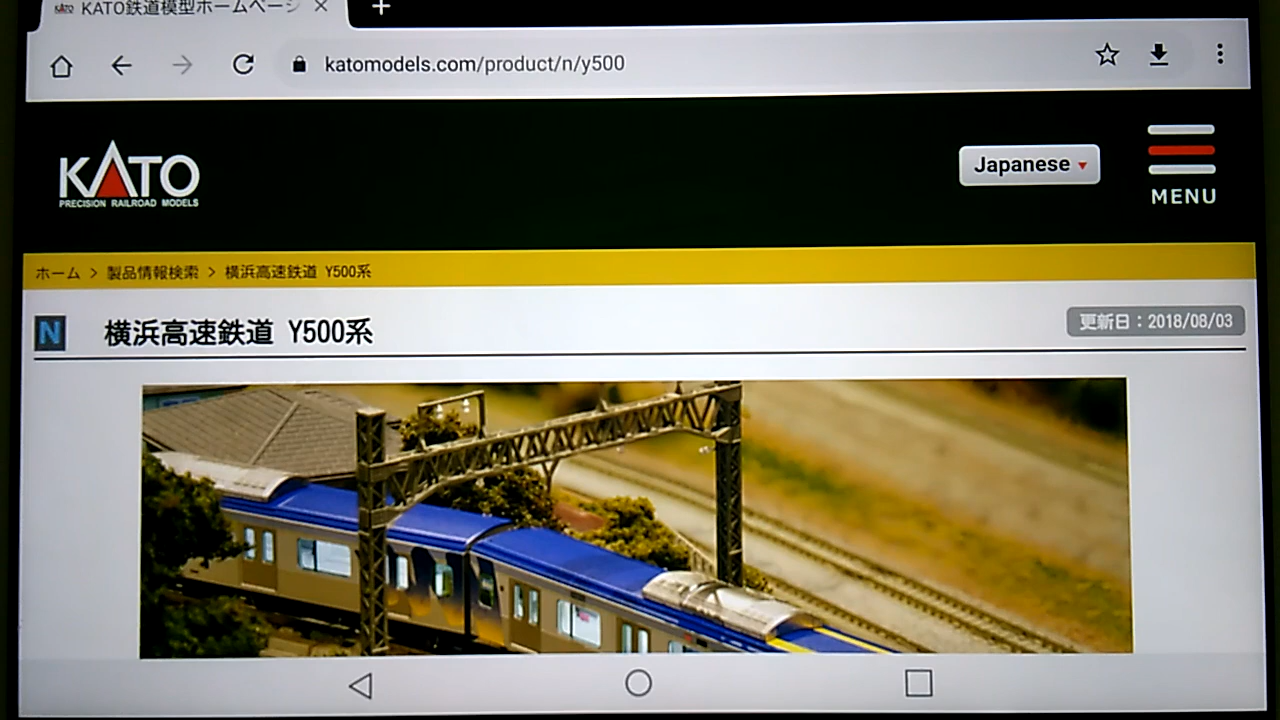 KATO KATO鉄道模型ホームページ
katomodels.com/product/n/y500
KATO
PRECISION RAILROAD MODELS
Japanese
MENU
ホーム > 製品情報検索 > 横浜高速鉄道 Y500系
N 横浜高速鉄道 Y500系
更新日：2018/08/03